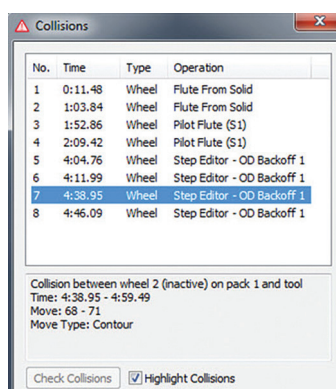 Collisions
No. Time Type Operation
1 0:11.48 Wheel Flute From Solid
2 1:03.84 Wheel Flute From Solid
3 1:52.86 Wheel Pilot Flute (S1)
4 2:09.42 Wheel Pilot Flute (S1)
5 4:04.76 Wheel Step Editor - OD Backoff 1
6 4:11.99 Wheel Step Editor - OD Backoff 1
7 4:38.95 Wheel Step Editor - OD Backoff 1
8 4:46.09 Wheel Step Editor - OD Backoff 1
Collision between wheel 2 (inactive) on pack 1 and tool
Time: 4:38.95 - 4:59.49
Move: 68 - 71
Move Type: Contour
Check Collisions Highlight Collisions